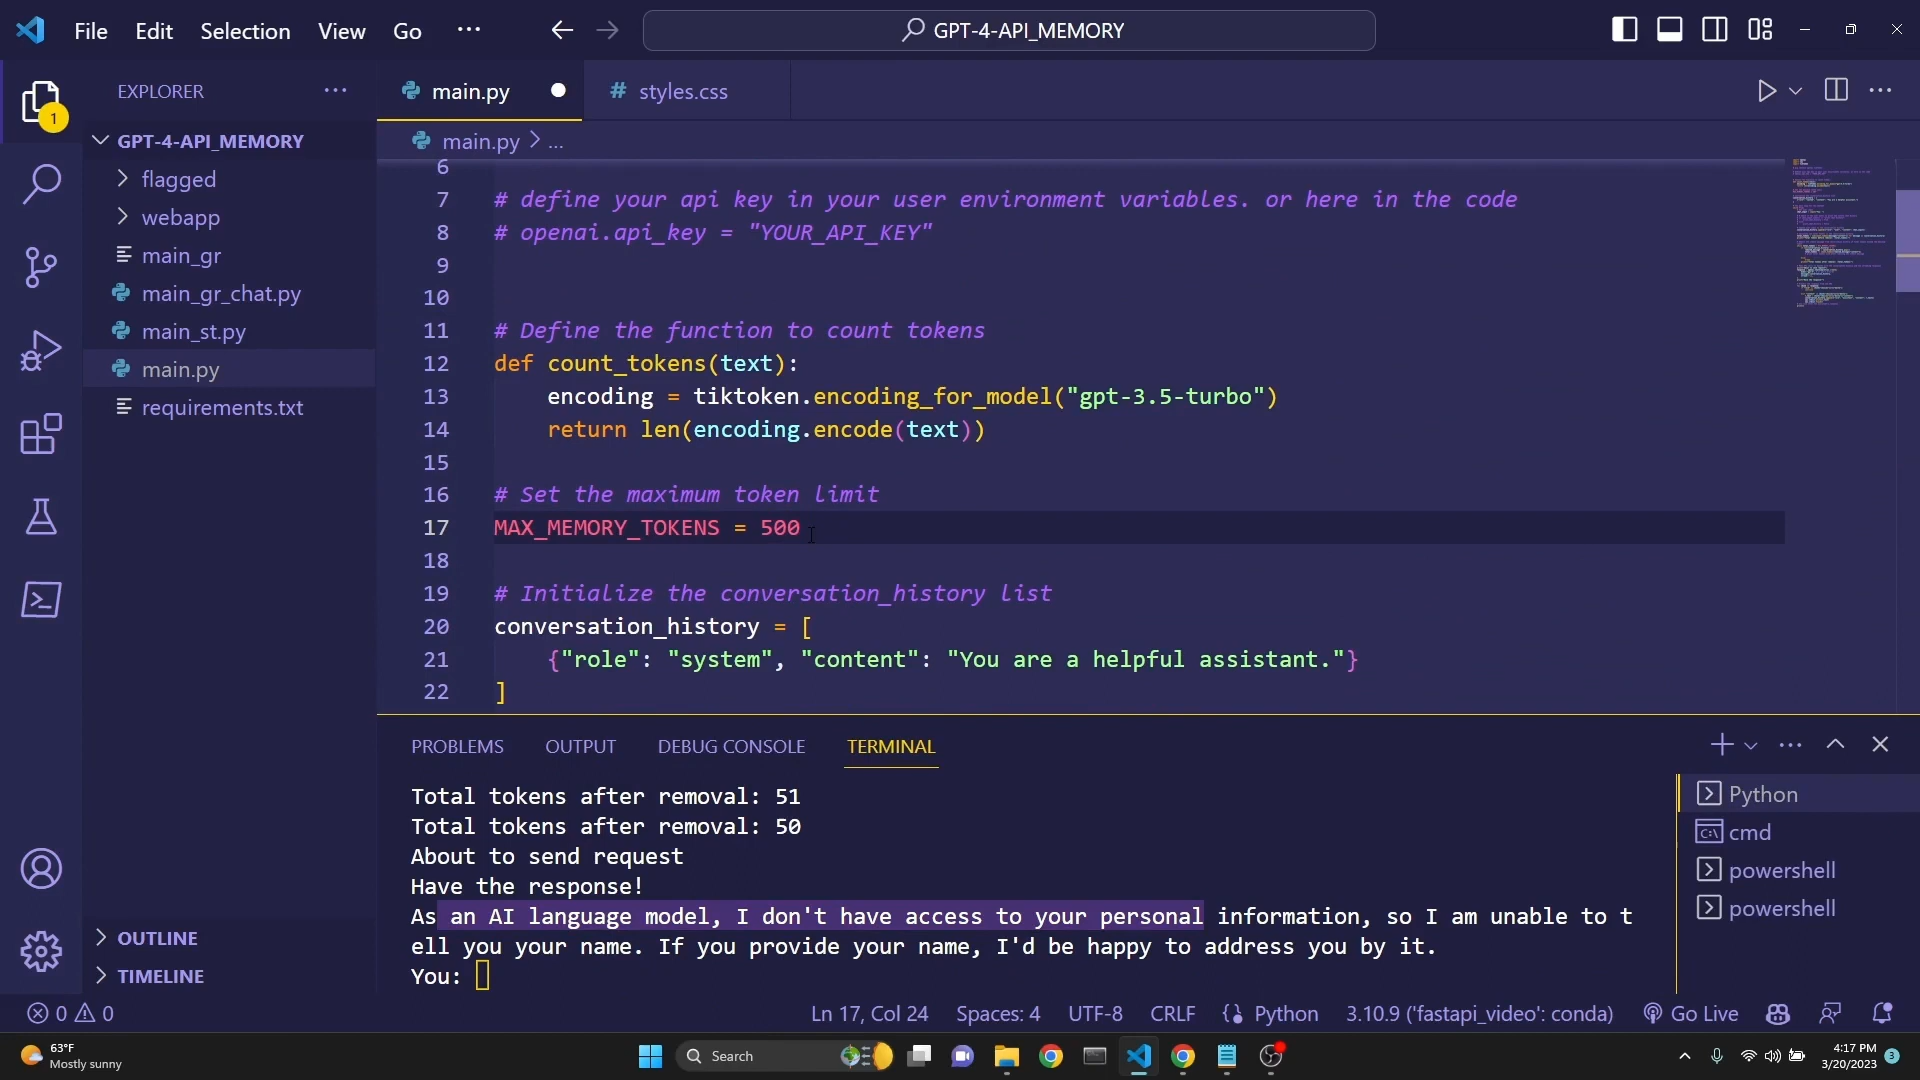 File Edit Selection View Go ···
GPT-4-API_MEMORY
EXPLORER
main.py
# styles.css
1
GPT-4-API_MEMORY
main.py > ...
flagged
webapp
main_gr
main_gr_chat.py
main_st.py
main.py
requirements.txt
OUTLINE
TIMELINE
6
7 # define your api key in your user environment variables. or here in the code
8 # openai.api_key = "YOUR_API_KEY"
9
10
11 # Define the function to count tokens
12 def count_tokens(text):
13 encoding = tiktoken.encoding_for_model("gpt-3.5-turbo")
14 return len(encoding.encode(text))
15
16 # Set the maximum token limit
17 MAX_MEMORY_TOKENS = 500
18
19 # Initialize the conversation_history list
20 conversation_history = [
21 {"role": "system", "content": "You are a helpful assistant."}
22 ]
PROBLEMS OUTPUT DEBUG CONSOLE TERMINAL
Total tokens after removal: 51
Total tokens after removal: 50
About to send request
Have the response!
As an AI language model, I don't have access to your personal information, so I am unable to t
ell you your name. If you provide your name, I'd be happy to address you by it.
You:
Python
cmd
powershell
powershell
0 0
Ln 17, Col 24 Spaces: 4 UTF-8 CRLF Python 3.10.9 ('fastapi_video': conda) Go Live
63°F
Mostly sunny
Search
4:17 PM
3/20/2023
3